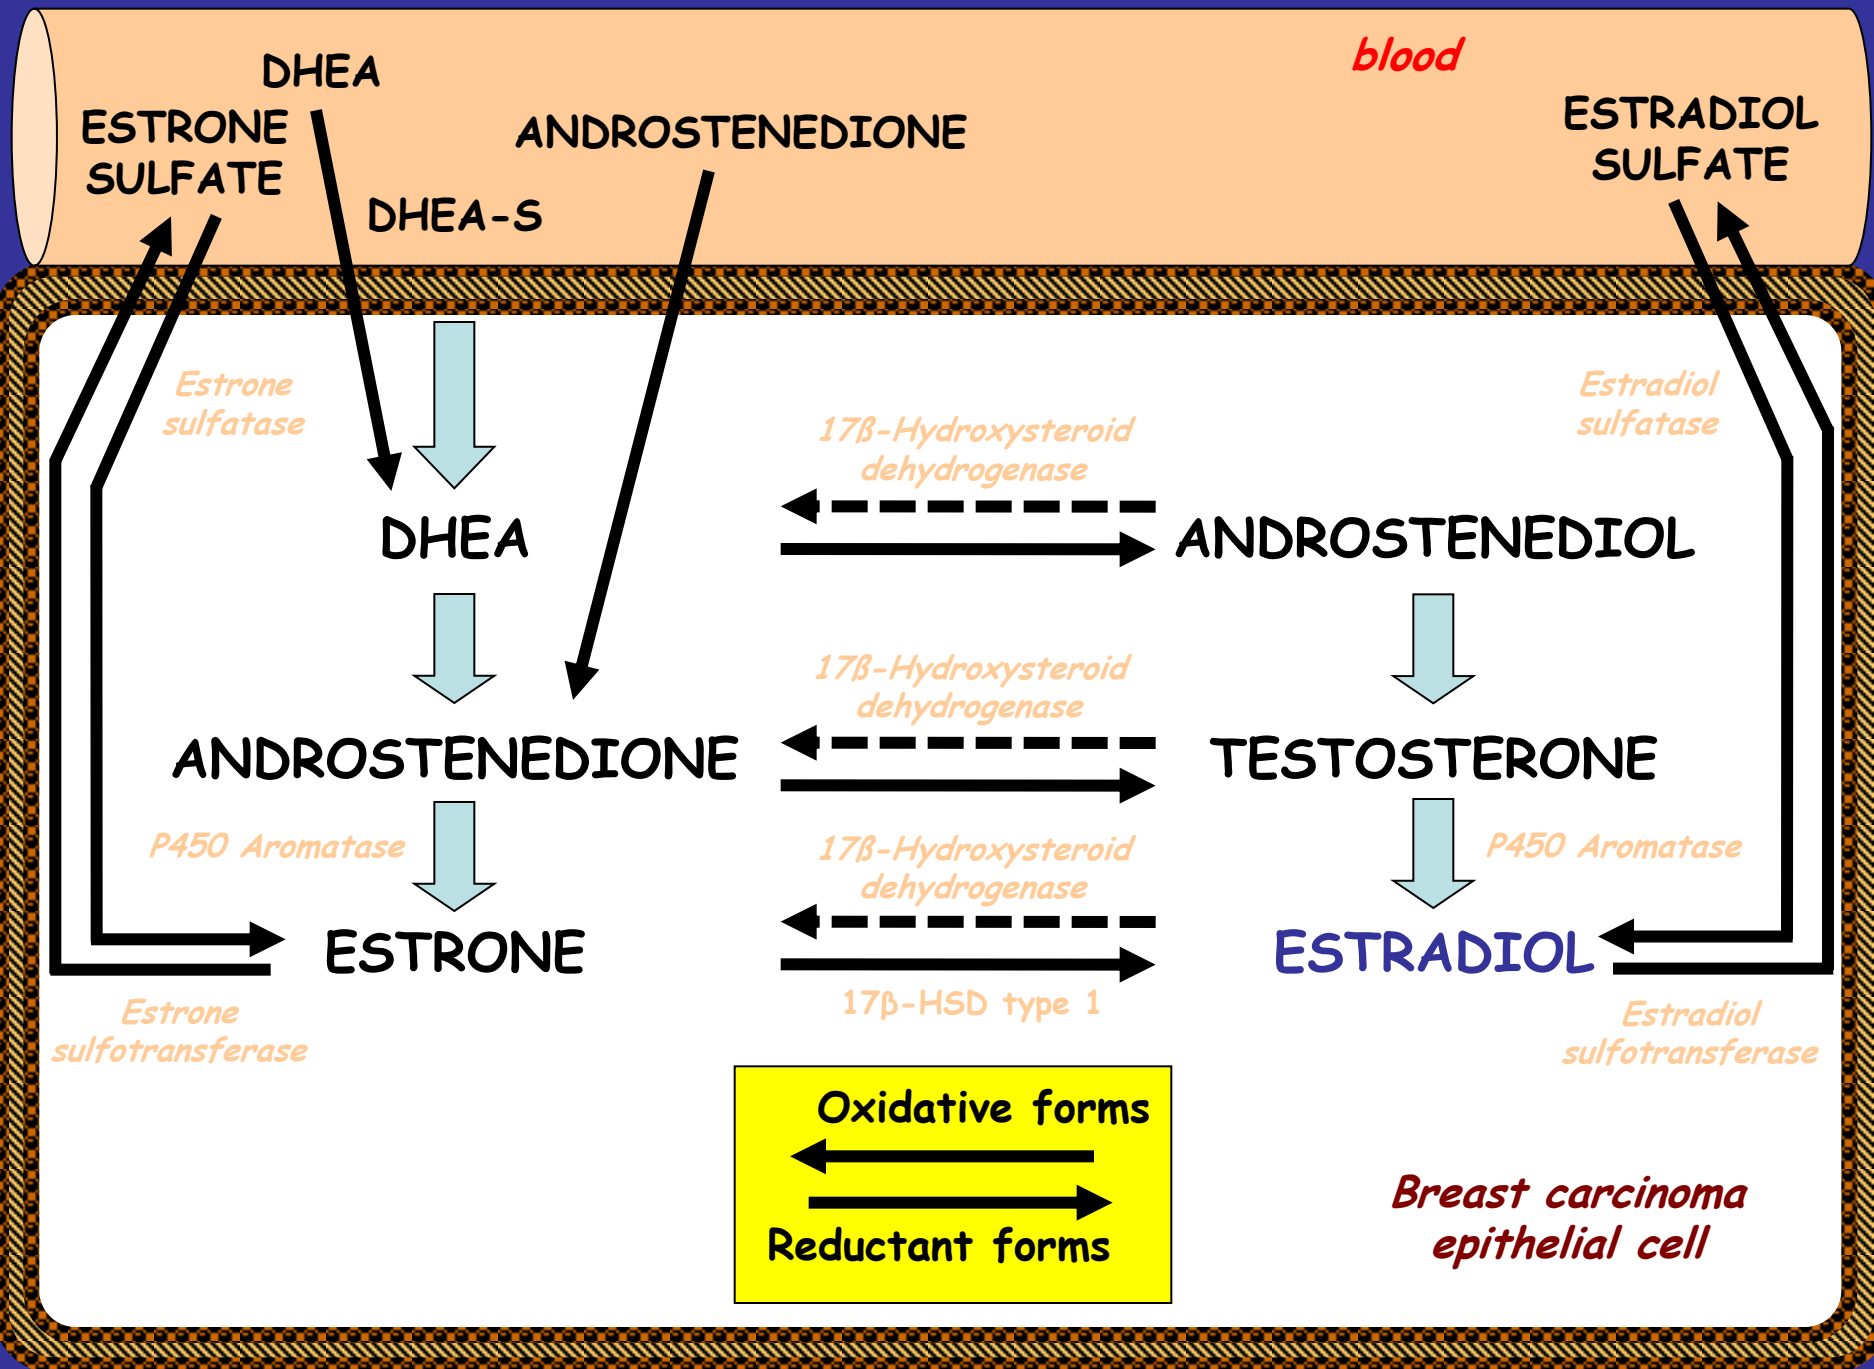 DHEA
blood
ESTRONE
SULFATE
ANDROSTENEDIONE
ESTRADIOL
SULFATE
DHEA-S
Estrone
sulfatase
Estradiol
sulfatase
17ß-Hydroxysteroid
dehydrogenase
DHEA
ANDROSTENEDIOL
17ß-Hydroxysteroid
dehydrogenase
ANDROSTENEDIONE
TESTOSTERONE
P450 Aromatase
17ß-Hydroxysteroid
dehydrogenase
P450 Aromatase
ESTRONE
ESTRADIOL
17β-HSD type 1
Estrone
sulfotransferase
Estradiol
sulfotransferase
Oxidative forms
Reductant forms
Breast carcinoma
epithelial cell